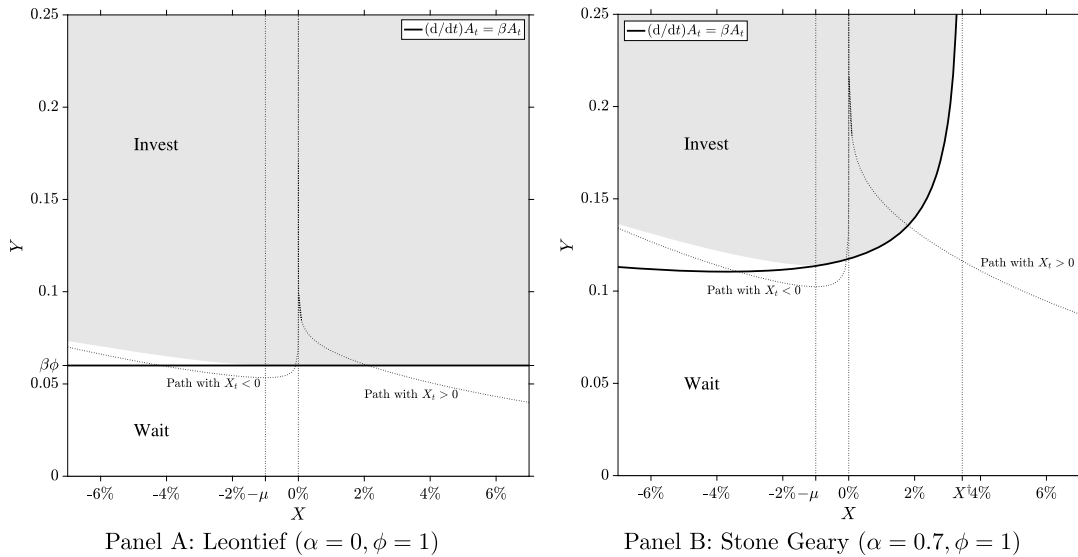 0.25
0.2
0.15
0.1
βϕ
0.05
0
Y
(d/dt)A_t = βA_t
Invest
Path with X_t < 0
Path with X_t > 0
Wait
-6% -4% -2% −μ 0% 2% 4% 6%
X
Panel A: Leontief (α = 0, ϕ = 1)
0.25
0.2
0.15
0.1
0.05
0
Y
(d/dt)A_t = βA_t
Invest
Path with X_t > 0
Path with X_t < 0
Wait
-6% -4% -2% −μ 0% 2% X† 4% 6%
X
Panel B: Stone Geary (α = 0.7, ϕ = 1)